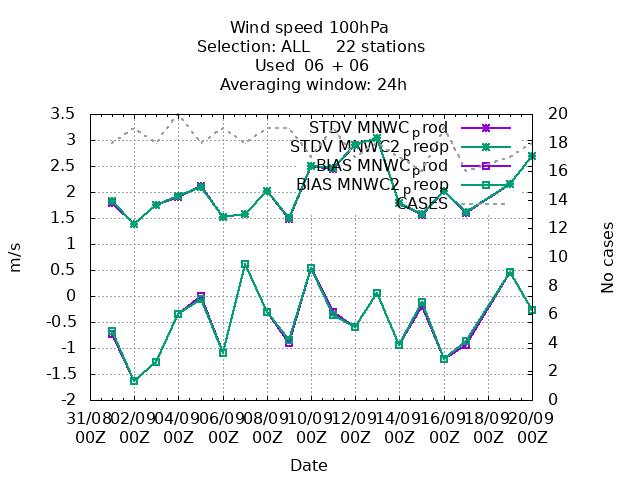 Wind speed 100hPa
Selection: ALL 22 stations
Used 06 + 06
Averaging window: 24h
STDV MNWC_prod
STDV MNWC2_preop
BIAS MNWC_prod
BIAS MNWC2_preop
CASES
3.5
3
2.5
2
1.5
1
0.5
0
-0.5
-1
-1.5
-2
20
18
16
14
12
10
8
6
4
2
0
m/s
No cases
31/08 02/09 04/09 06/09 08/09 10/09 12/09 14/09 16/09 18/09 20/09
00Z 00Z 00Z 00Z 00Z 00Z 00Z 00Z 00Z 00Z 00Z
Date